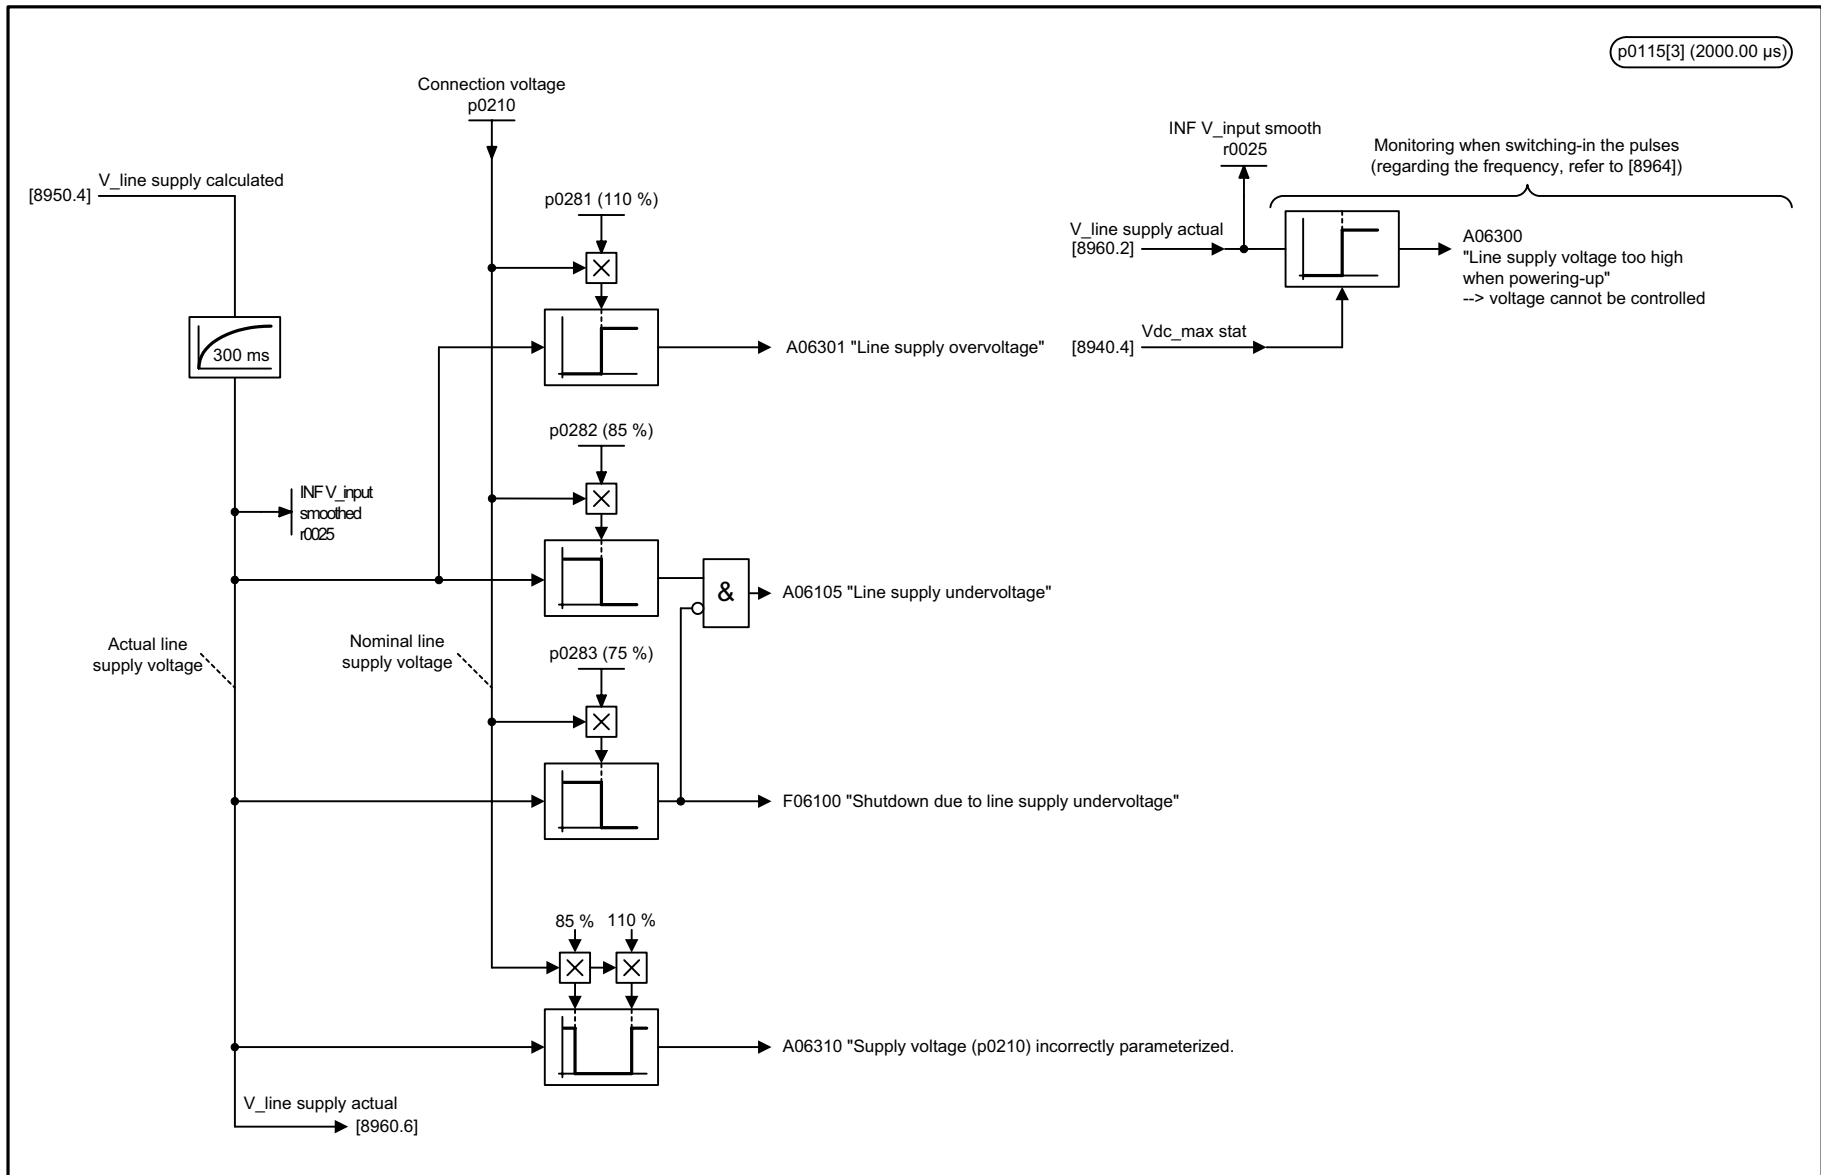 p0115[3] (2000.00 µs)
Connection voltage
p0210
V_line supply calculated
[8950.4]
p0281 (110 %)
300 ms
A06301 "Line supply overvoltage"
INF V_input smooth
r0025
Monitoring when switching-in the pulses
(regarding the frequency, refer to [8964])
V_line supply actual
[8960.2]
A06300
"Line supply voltage too high
when powering-up"
--> voltage cannot be controlled
Vdc_max stat
[8940.4]
p0282 (85 %)
INF V_input
smoothed
r0025
&
A06105 "Line supply undervoltage"
Actual line
supply voltage
Nominal line
supply voltage
p0283 (75 %)
F06100 "Shutdown due to line supply undervoltage"
85 %
110 %
A06310 "Supply voltage (p0210) incorrectly parameterized.
V_line supply actual
[8960.6]